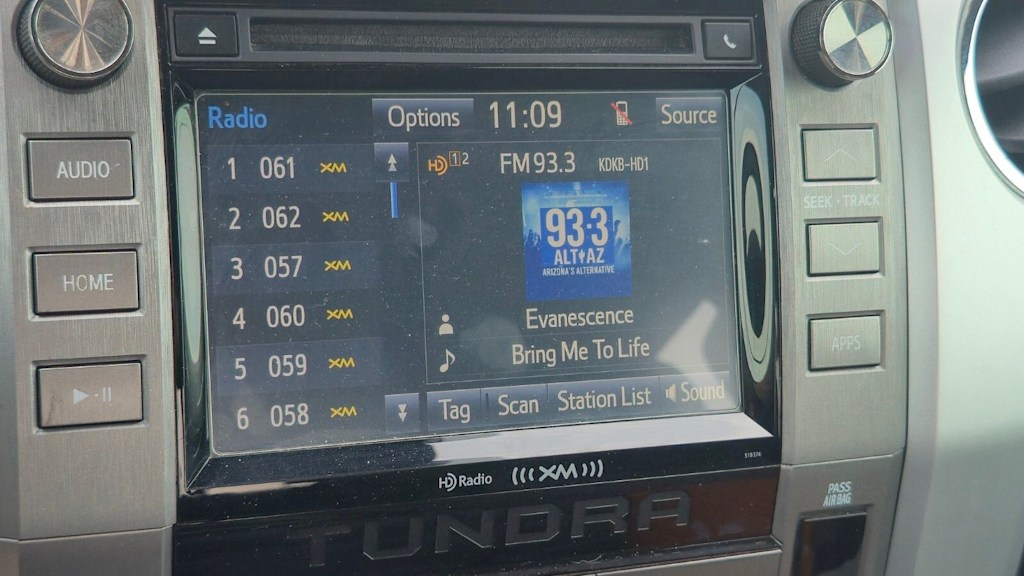 Radio Options 11:09 Source
AUDIO
HOME
1 061 XM
2 062 XM
3 057 XM
4 060 XM
5 059 XM
6 058 XM
HD 1 2 FM 93.3 KDKB-HD1
93.3
ALT AZ
ARIZONA'S ALTERNATIVE
Evanescence
Bring Me To Life
Tag Scan Station List Sound
SEEK · TRACK
APPS
HD Radio XM
518376
TUNDRA
PASS
AIR BAG